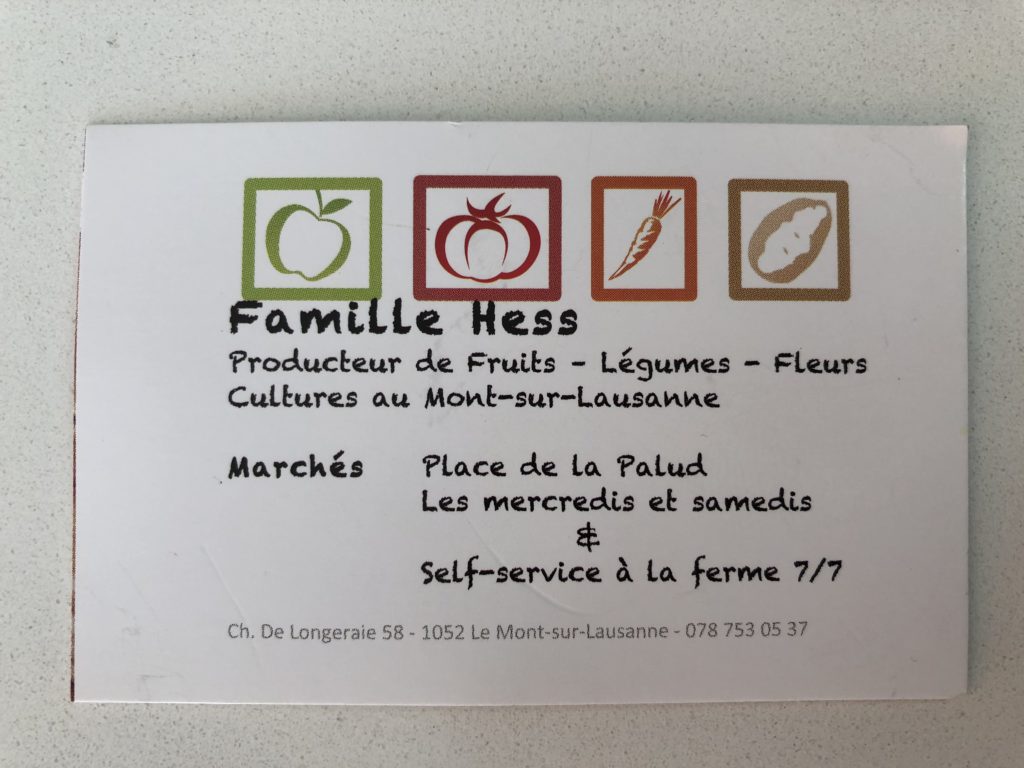 Famille Hess
Producteur de Fruits - Légumes - Fleurs
Cultures au Mont-sur-Lausanne
Marchés Place de la Palud
Les mercredis et samedis
&
Self-service à la ferme 7/7
Ch. De Longeraie 58 - 1052 Le Mont-sur-Lausanne - 078 753 05 37